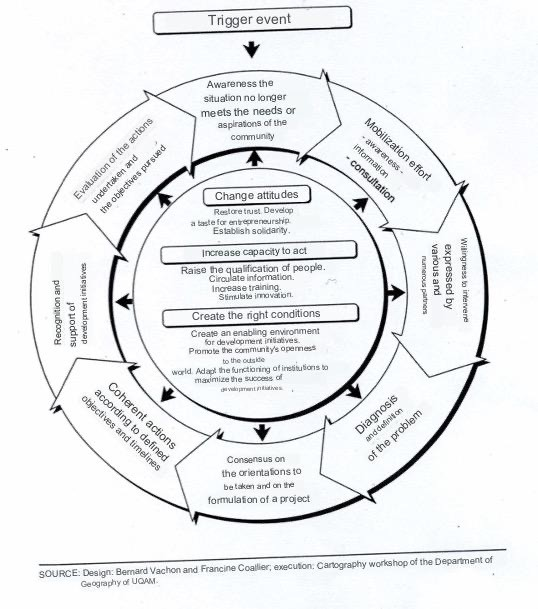 Trigger event
Awareness the
situation no longer
meets the needs or
aspirations of the
community
Mobilization effort
- awareness -
information
- consultation
Willingness to intervene
expressed by
various and
numerous partners
Diagnosis
and definition
of the problem
Consensus on
the orientations to
be taken and on the
formulation of a project
Coherent actions
according to defined
objectives and timelines
Recognition and
support of
development initiatives
Evaluation of the actions
undertaken and
the objectives pursued
Change attitudes
Restore trust. Develop
a taste for entrepreneurship.
Establish solidarity.
Increase capacity to act
Raise the qualification of people.
Circulate information.
Increase training.
Stimulate innovation.
Create the right conditions
Create an enabling environment
for development initiatives.
Promote the community's openness
to the outside
world. Adapt the functioning of institutions to
maximize the success of
development initiatives.
SOURCE: Design: Bernard Vachon and Francine Coallier; execution: Cartography workshop of the Department of
Geography of UQAM.